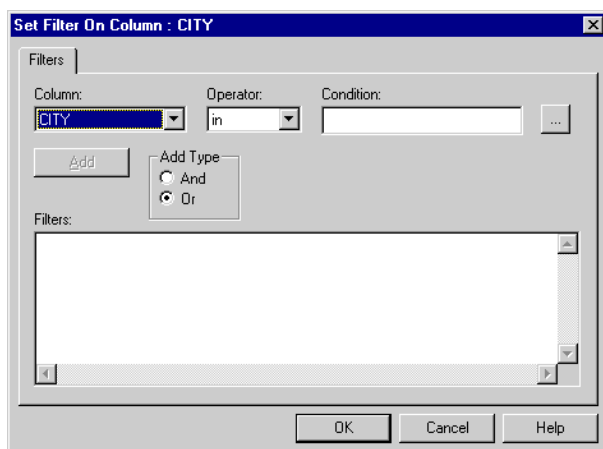 Set Filter On Column : CITY
Filters
Column: Operator: Condition:
CITY in ...
Add Add Type
And
Or
Filters:
OK Cancel Help